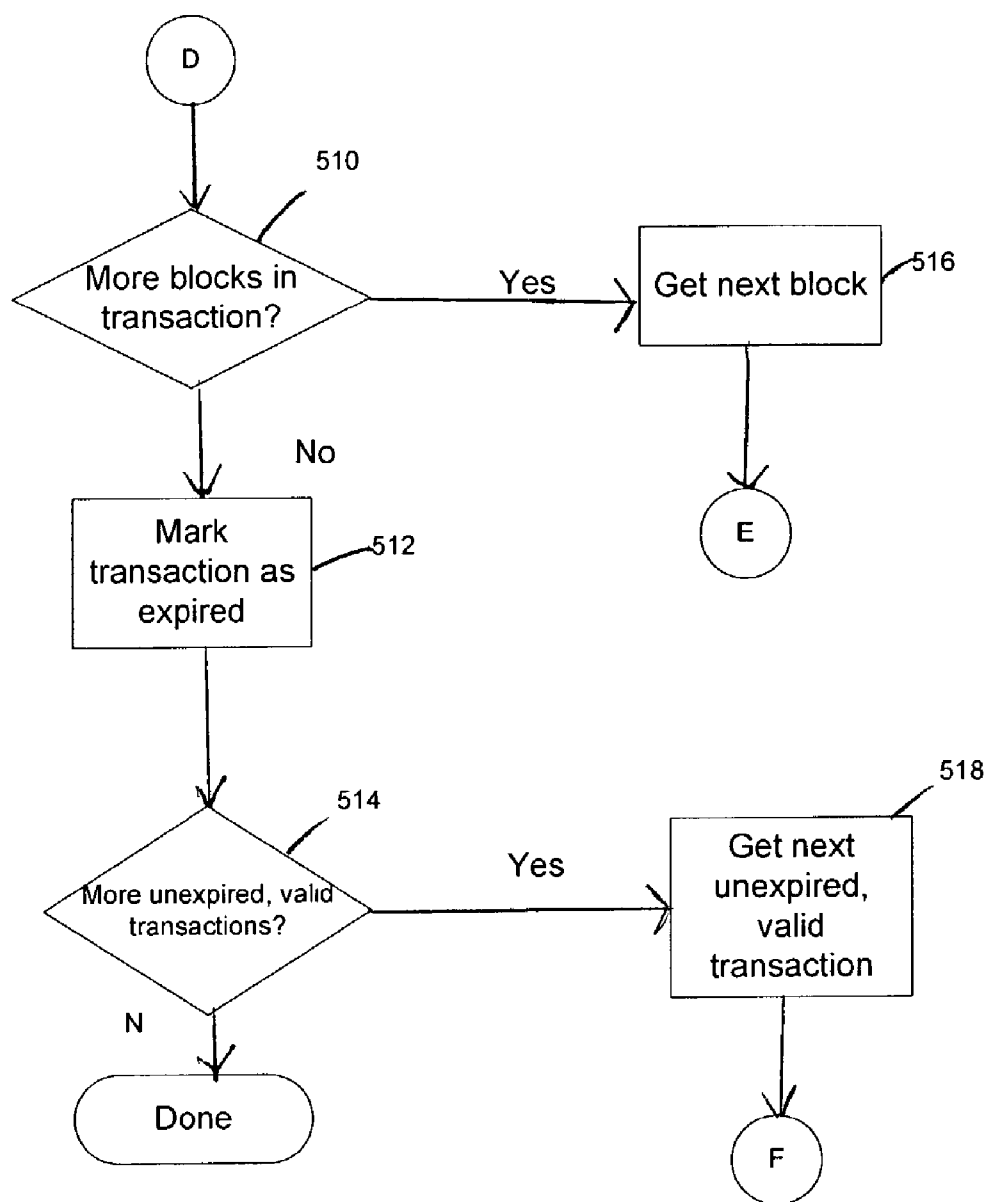 D
510
More blocks in
transaction?
Yes
Get next block
516
No
E
Mark
transaction as
expired
512
514
518
More unexpired, valid
transactions?
Yes
Get next
unexpired,
valid
transaction
N
Done
F